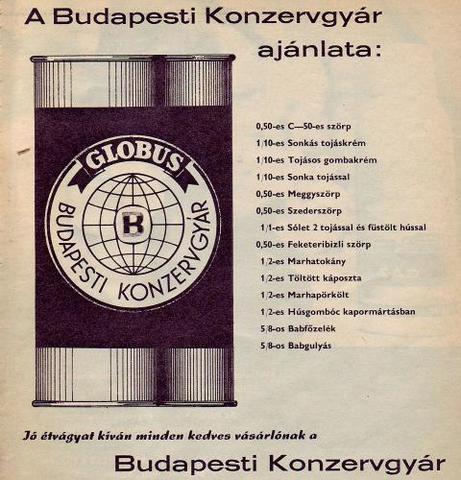 A Budapesti Konzervgyár
ajánlata:
GLOBUS
K
BUDAPESTI KONZERVGYÁR
0,50-es C—50-es szörp
1/10-es Sonkás tojáskrém
1/10-es Tojásos gombakrém
1/10-es Sonka tojással
0,50-es Meggyszörp
0,50-es Szederszörp
1/1-es Sólet 2 tojással és füstölt hússal
0,50-es Feketeribizli szörp
1/2-es Marhatokány
1/2-es Töltött káposzta
1/2-es Marhapörkölt
1/2-es Húsgombóc kapormártásban
5/8-os Babfőzelék
5/8-os Babgulyás
Jó étvágyat kíván minden kedves vásárlónak a
Budapesti Konzervgyár